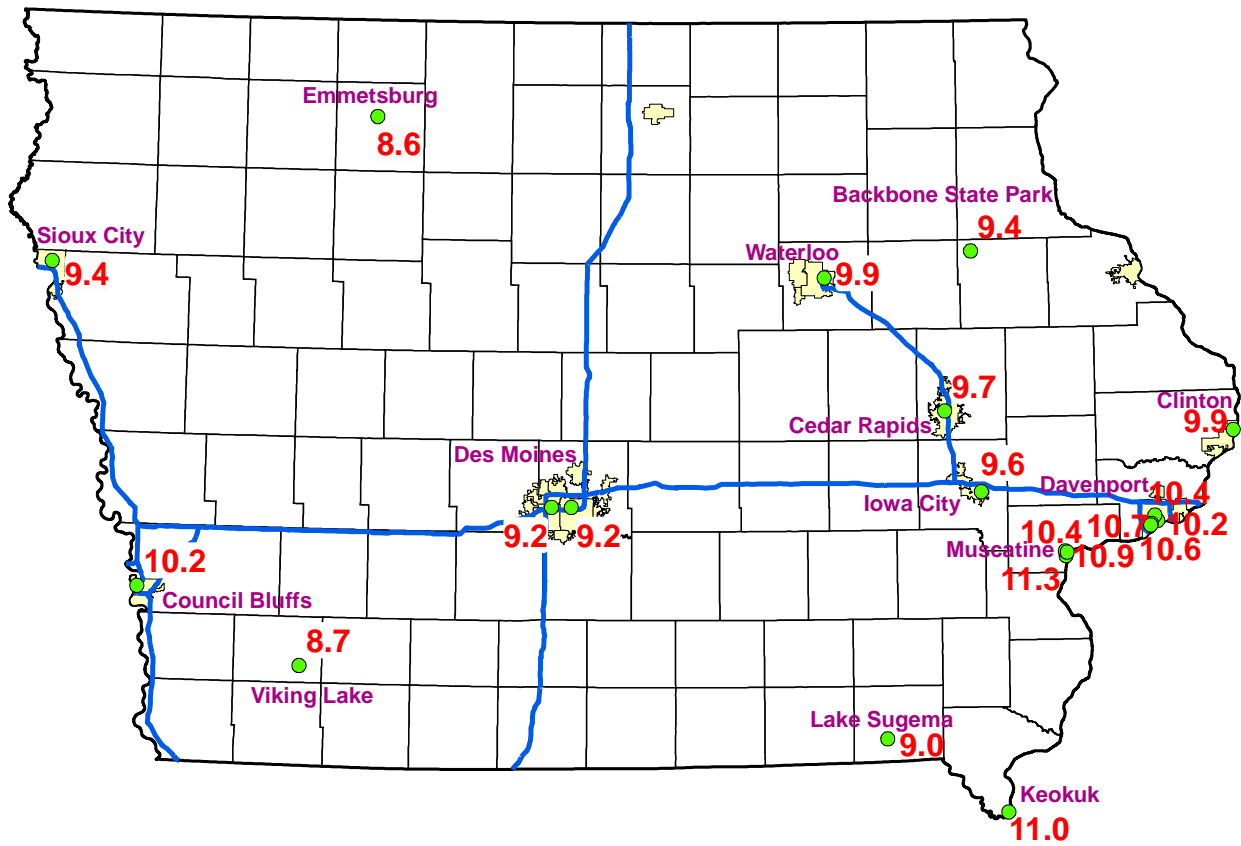 Emmetsburg
8.6
Backbone State Park
9.4
Sioux City
9.4
Waterloo
9.9
9.7
Cedar Rapids
Clinton
9.9
Des Moines
9.2
9.2
9.6
Iowa City
Davenport
10.4
10.7
10.2
10.6
10.4
Muscatine
10.9
11.3
10.2
Council Bluffs
8.7
Viking Lake
Lake Sugema
9.0
Keokuk
11.0